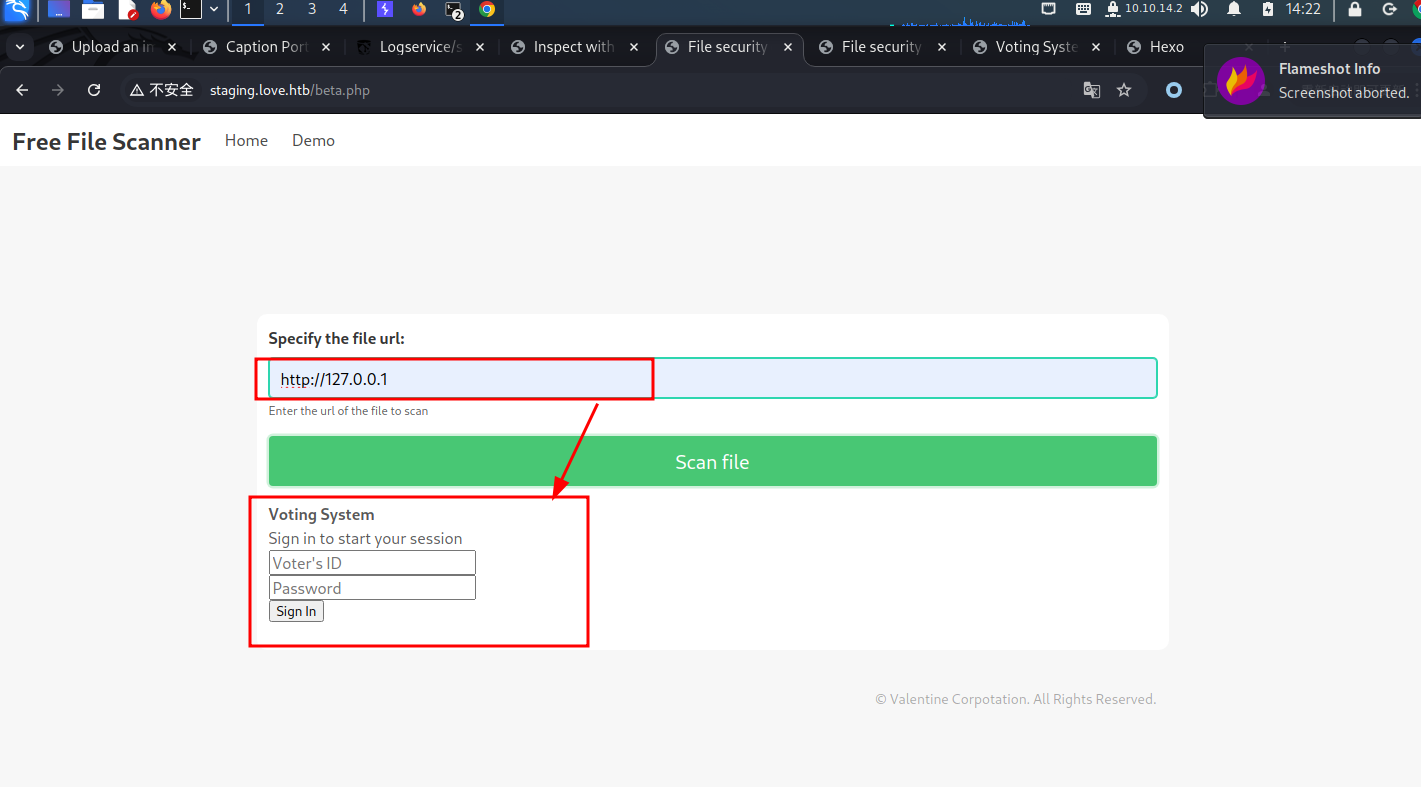 1 2 3 4 2 10.10.14.2 14:22
Upload an in Caption Port Logservice/s Inspect with File security File security Voting Syste Hexo
Flameshot Info
Screenshot aborted.
不安全 staging.love.htb/beta.php
Free File Scanner Home Demo
Specify the file url:
http://127.0.0.1
Enter the url of the file to scan
Scan file
Voting System
Sign in to start your session
Voter's ID
Password
Sign In
© Valentine Corpotation. All Rights Reserved.